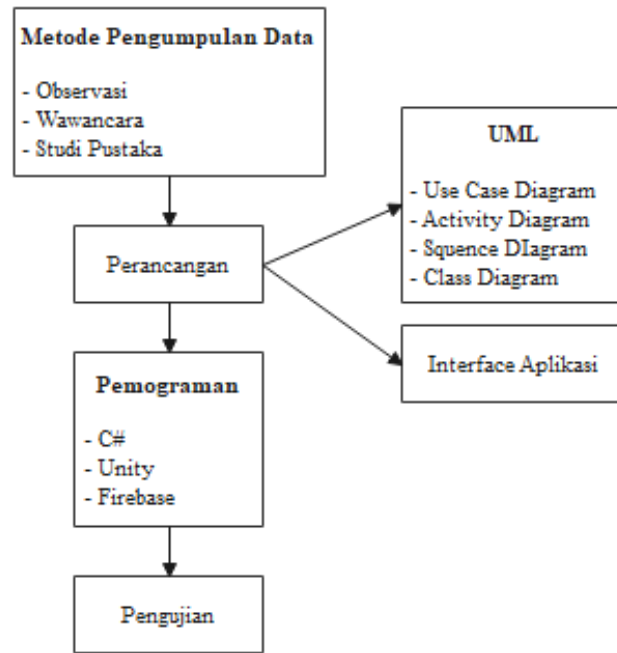 Metode Pengumpulan Data
- Observasi
- Wawancara
- Studi Pustaka
UML
- Use Case Diagram
- Activity Diagram
- Squence DIagram
- Class Diagram
Perancangan
Interface Aplikasi
Pemograman
- C#
- Unity
- Firebase
Pengujian